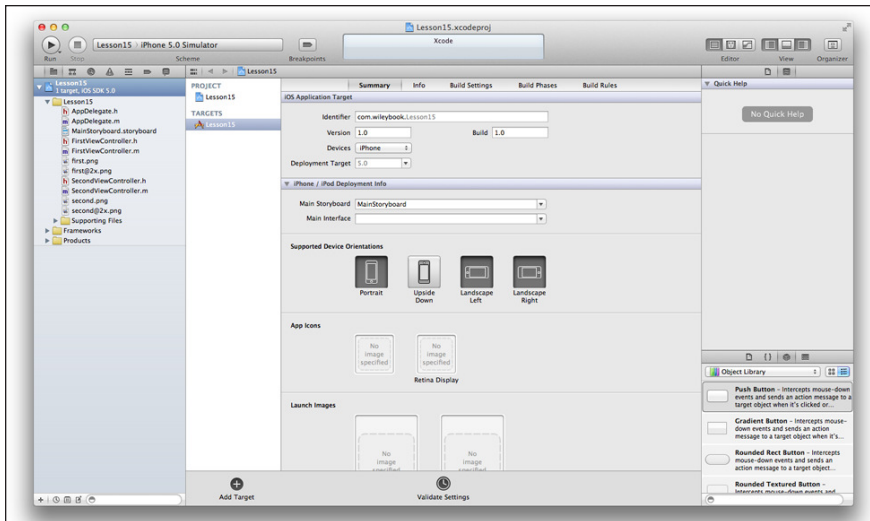 Lesson15.xcodeproj
Run Stop
Lesson15 iPhone 5.0 Simulator
Scheme
Breakpoints
Xcode
Editor View Organizer
Lesson15
Lesson15
1 target, iOS SDK 5.0
Lesson15
AppDelegate.h
AppDelegate.m
MainStoryboard.storyboard
FirstViewController.h
FirstViewController.m
first.png
first@2x.png
SecondViewController.h
SecondViewController.m
second.png
second@2x.png
Supporting Files
Frameworks
Products
PROJECT
Lesson15
TARGETS
Lesson15
Summary Info Build Settings Build Phases Build Rules
iOS Application Target
Identifier com.wileybook.Lesson15
Version 1.0 Build 1.0
Devices iPhone
Deployment Target 5.0
iPhone / iPod Deployment Info
Main Storyboard MainStoryboard
Main Interface
Supported Device Orientations
Portrait Upside Down Landscape Left Landscape Right
App Icons
No image specified
No image specified
Retina Display
Launch Images
No image specified
No image specified
Add Target Validate Settings
Quick Help
No Quick Help
Object Library
Push Button - Intercepts mouse-down
events and sends an action message to a
target object when it's clicked or...
Gradient Button - Intercepts mouse-
down events and sends an action
message to a target object when it's...
Rounded Rect Button - Intercepts
mouse-down events and sends an
action message to a target object...
Rounded Textured Button -
Intercepts mouse-down events and